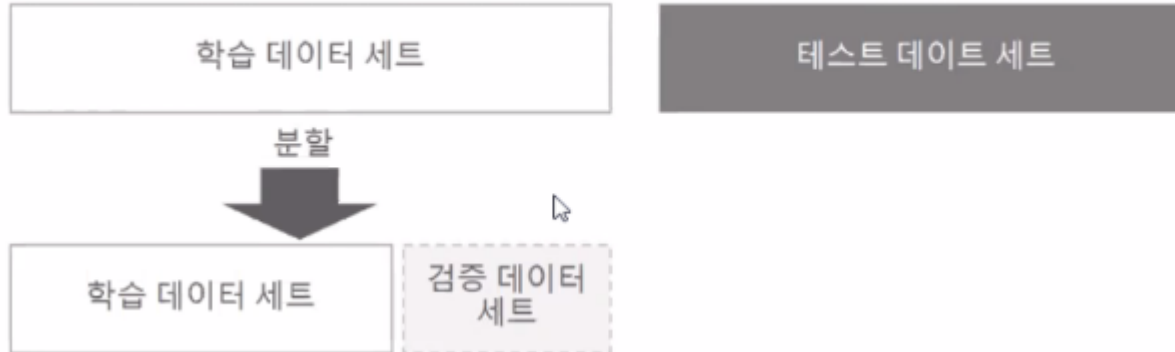 학습 데이터 세트
테스트 데이트 세트
분할
학습 데이터 세트
검증 데이터
세트